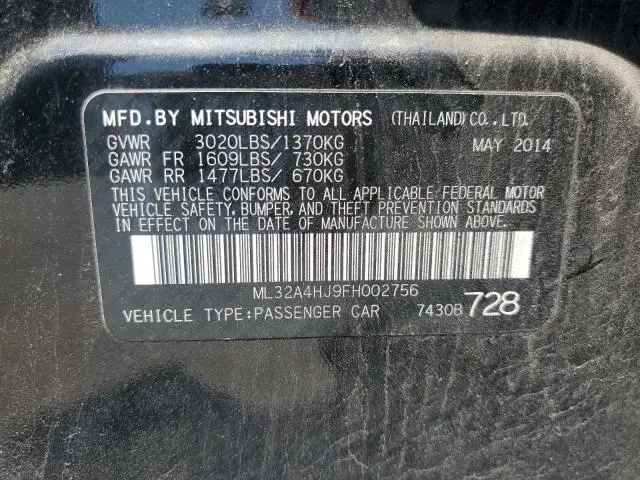 MFD.BY MITSUBISHI MOTORS (THAILAND)CO.,LTD.
GVWR 3020LBS/1370KG MAY 2014
GAWR FR 1609LBS/ 730KG
GAWR RR 1477LBS/ 670KG
THIS VEHICLE CONFORMS TO ALL APPLICABLE FEDERAL MOTOR
VEHICLE SAFETY, BUMPER, AND THEFT PREVENTION STANDARDS
IN EFFECT ON THE DATE OF MANUFACTURE SHOWN ABOVE.
ML32A4HJ9FH002756
VEHICLE TYPE:PASSENGER CAR 7430B 728